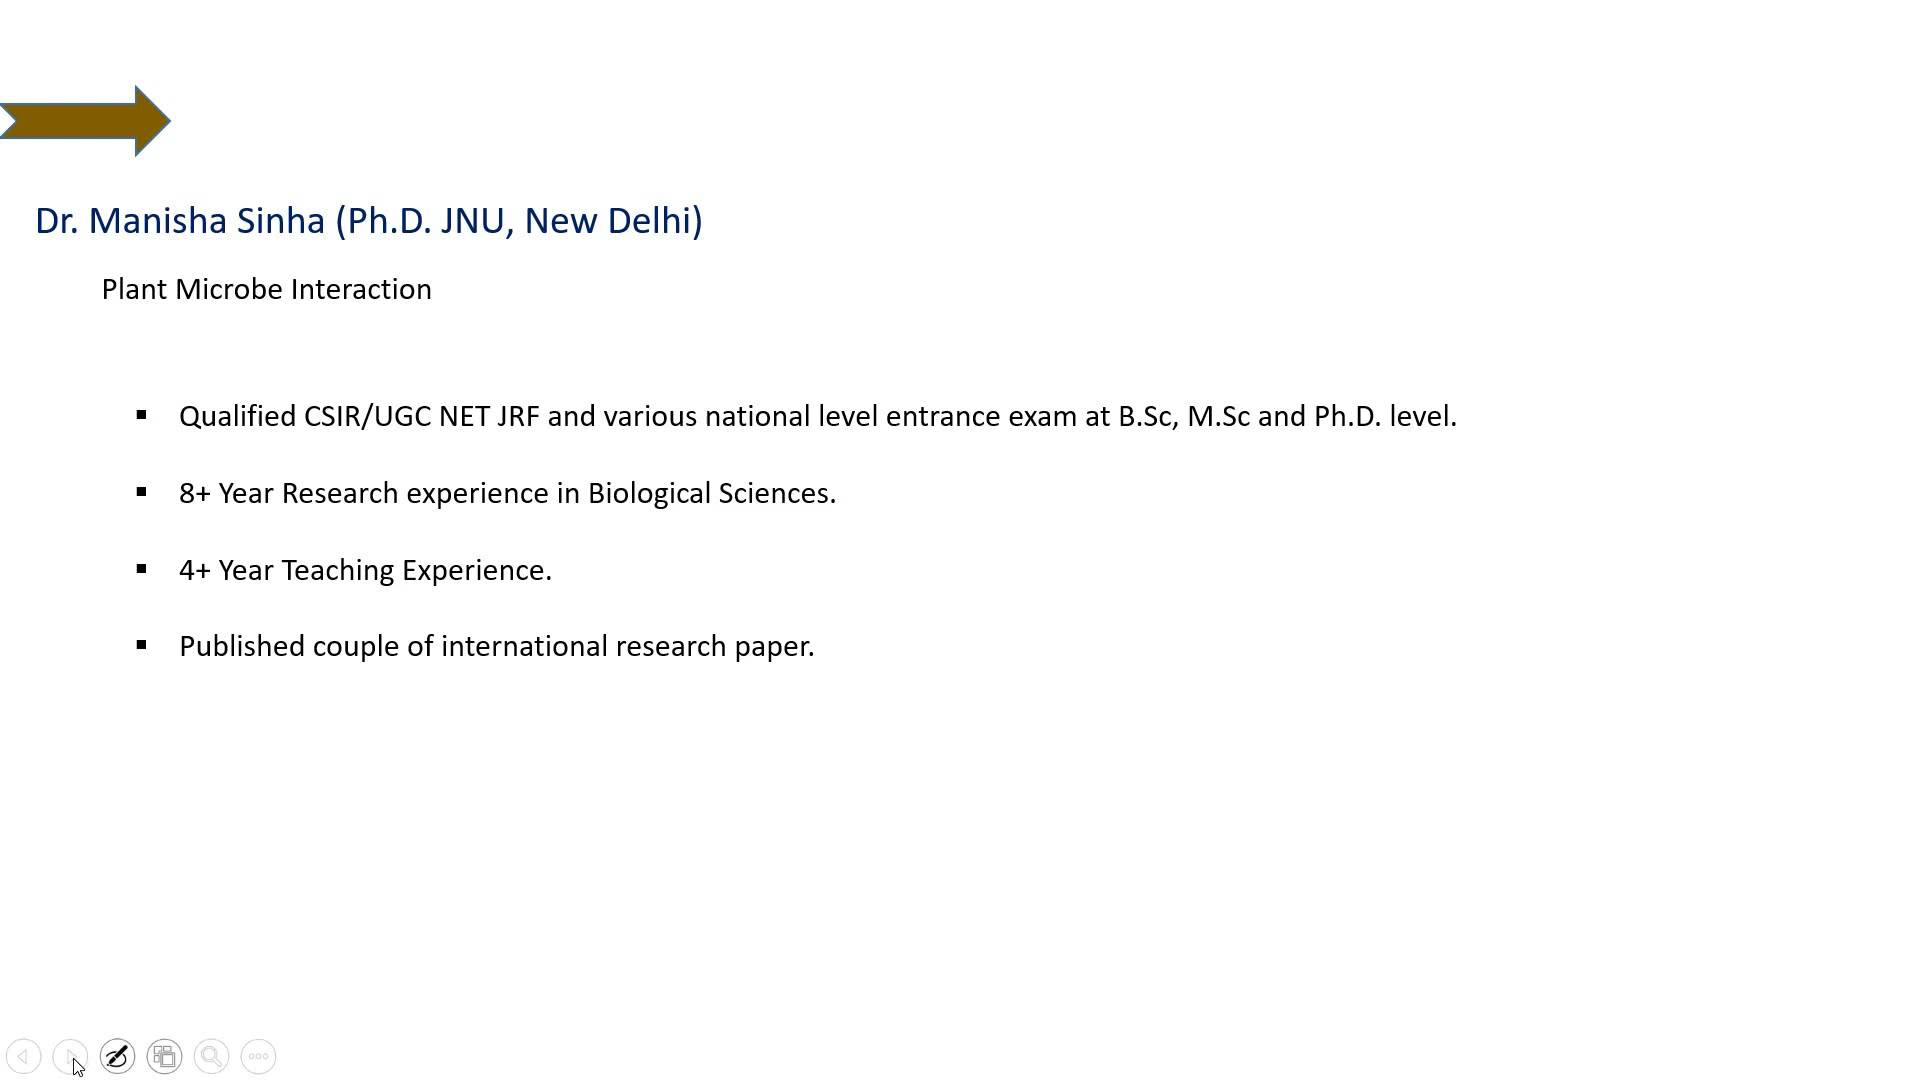 Dr. Manisha Sinha (Ph.D. JNU, New Delhi)
Plant Microbe Interaction
▪ Qualified CSIR/UGC NET JRF and various national level entrance exam at B.Sc, M.Sc and Ph.D. level.
▪ 8+ Year Research experience in Biological Sciences.
▪ 4+ Year Teaching Experience.
▪ Published couple of international research paper.